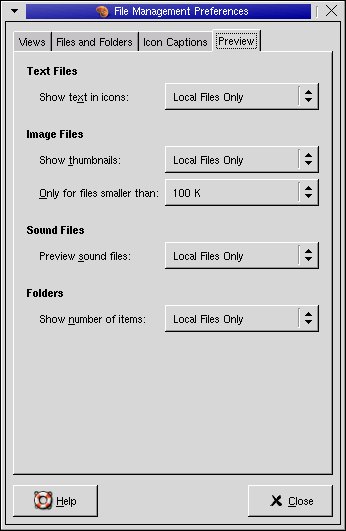 File Management Preferences
Views Files and Folders Icon Captions Preview
Text Files
Show text in icons: Local Files Only
Image Files
Show thumbnails: Local Files Only
Only for files smaller than: 100 K
Sound Files
Preview sound files: Local Files Only
Folders
Show number of items: Local Files Only
Help Close